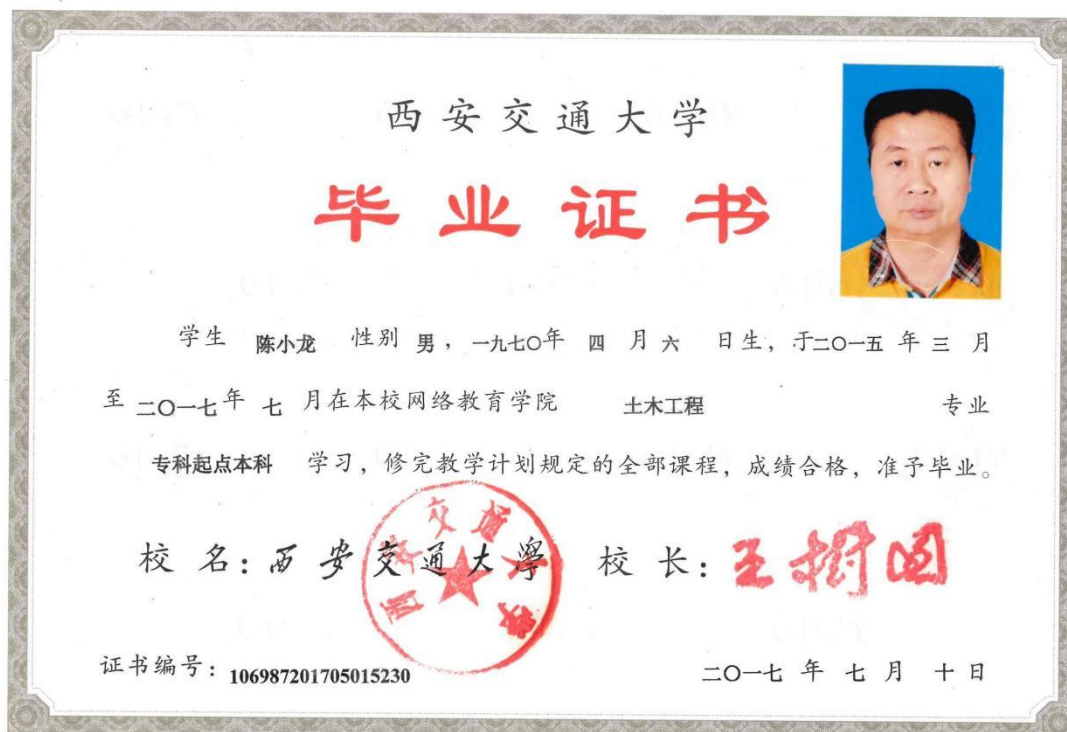 西安交通大学
毕业证书
学生 陈小龙 性别 男，一九七〇年 四 月 六 日生，于二〇一五 年 三 月
至 二〇一七年 七 月在本校网络教育学院 土木工程 专业
专科起点本科 学习，修完教学计划规定的全部课程，成绩合格，准予毕业。
校 名：西安交通大學 校 长：王树国
西安交通大学
证书编号：106987201705015230 二〇一七 年 七 月 十 日